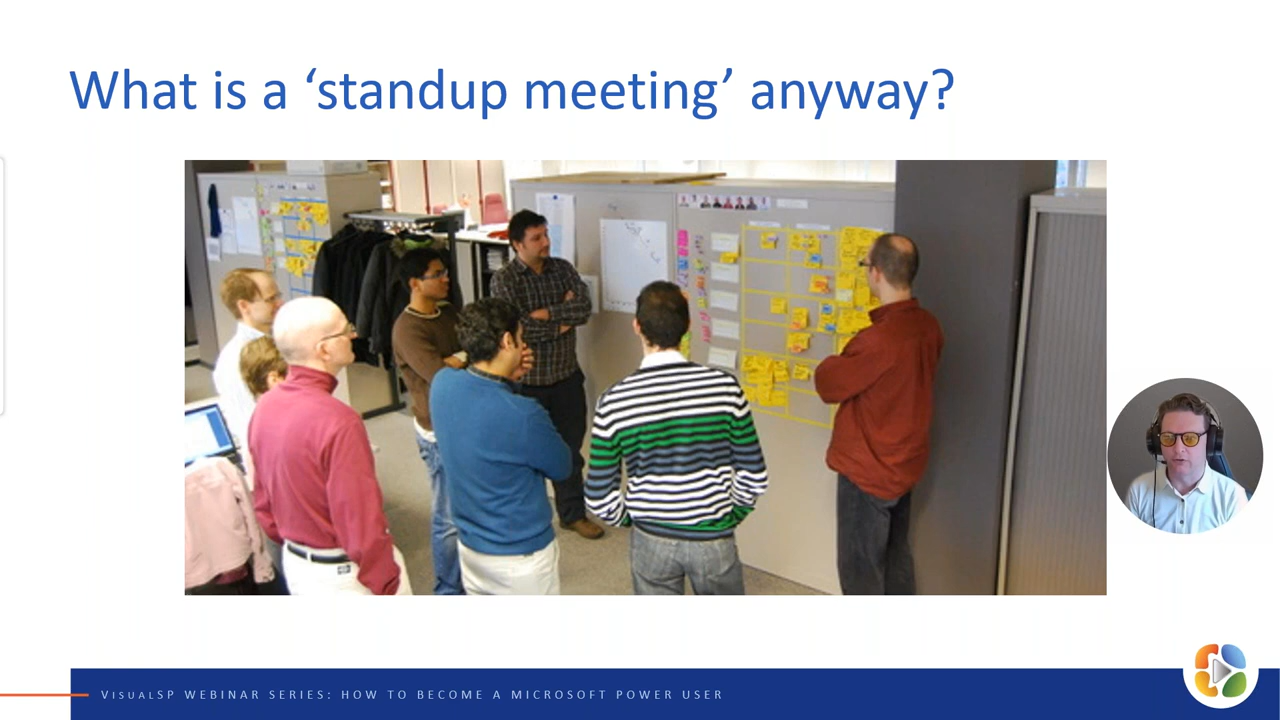 What is a ‘standup meeting’ anyway?
VISUALSP WEBINAR SERIES: HOW TO BECOME A MICROSOFT POWER USER